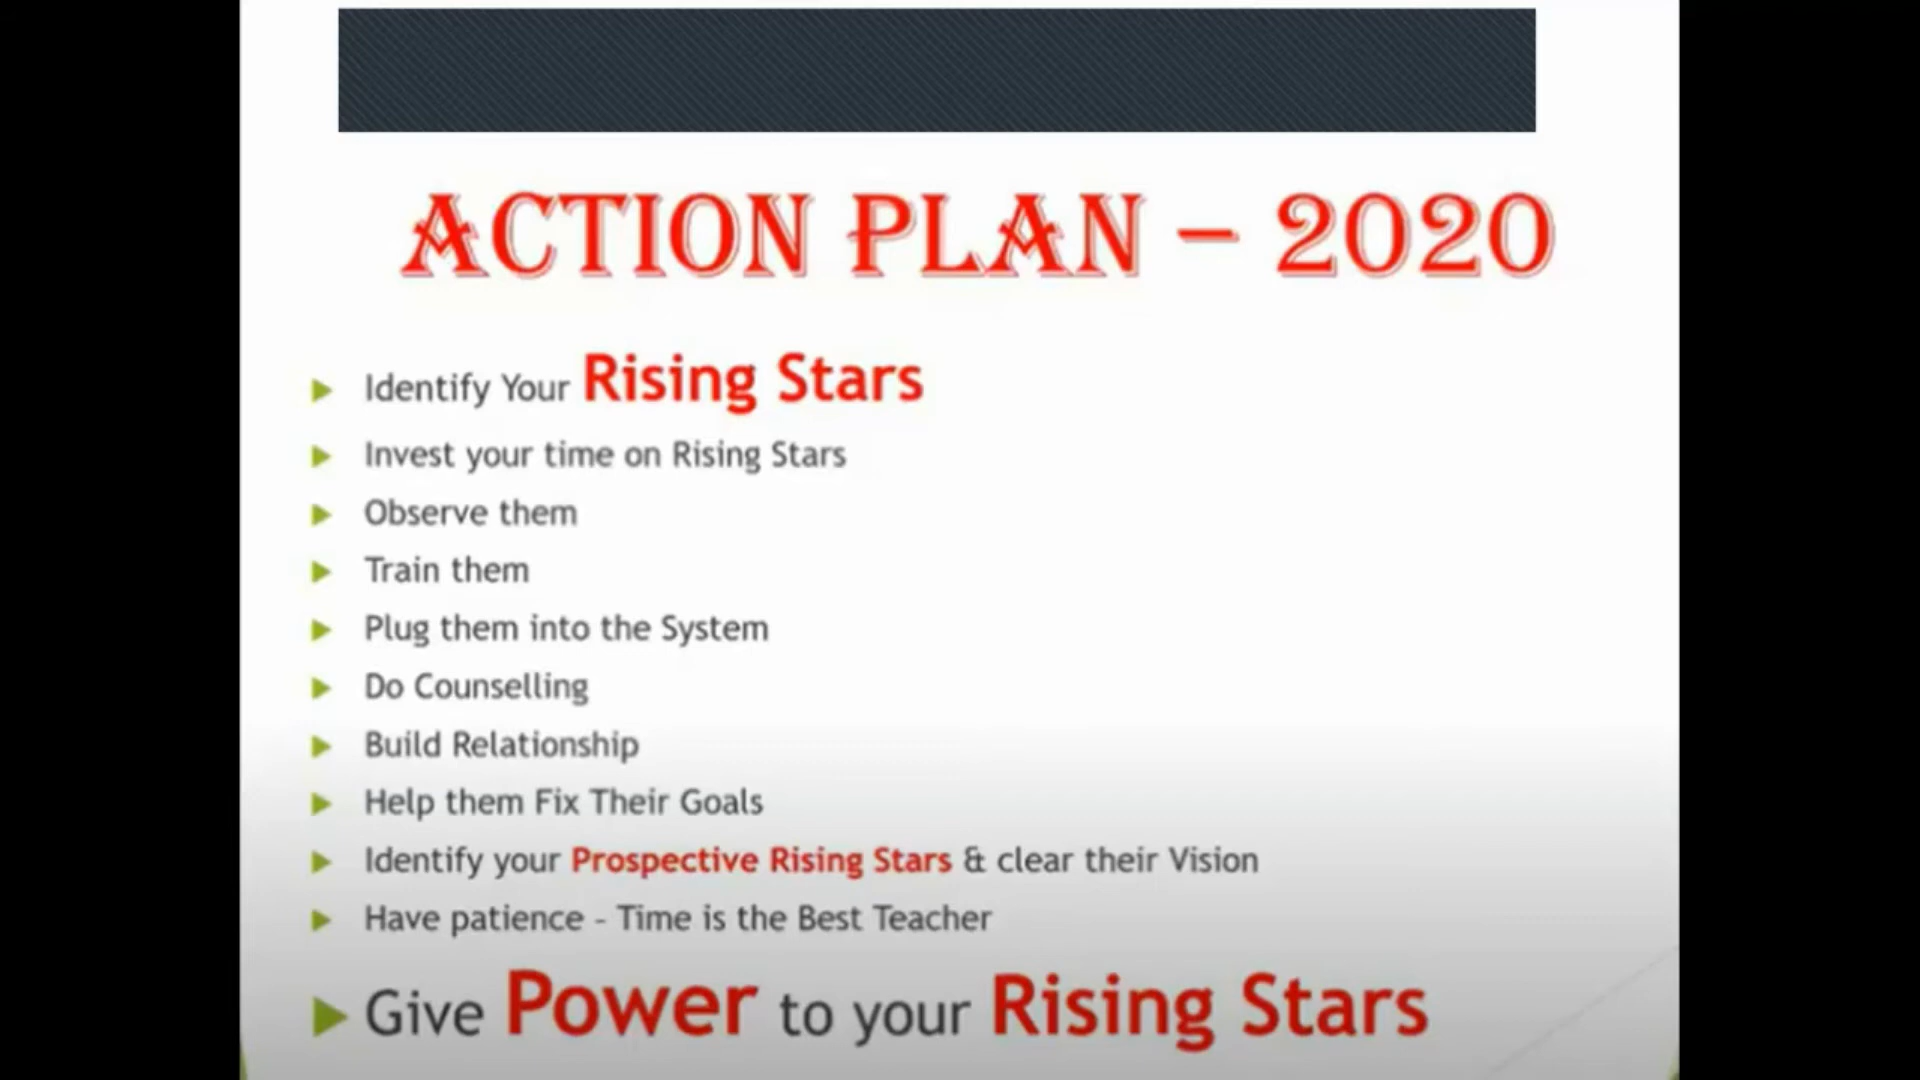 ACTION PLAN – 2020
Identify Your Rising Stars
Invest your time on Rising Stars
Observe them
Train them
Plug them into the System
Do Counselling
Build Relationship
Help them Fix Their Goals
Identify your Prospective Rising Stars & clear their Vision
Have patience - Time is the Best Teacher
Give Power to your Rising Stars